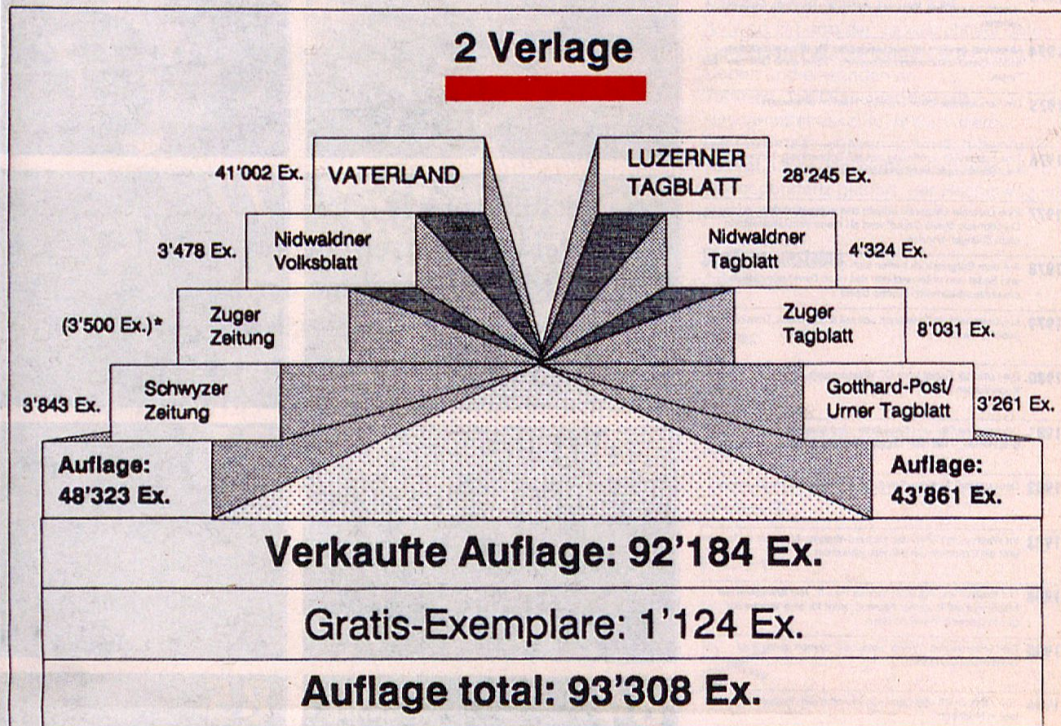 2 Verlage
41'002 Ex. VATERLAND
LUZERNER
TAGBLATT
28'245 Ex.
3'478 Ex.
Nidwaldner
Volksblatt
Nidwaldner
Tagblatt
4'324 Ex.
(3'500 Ex.)*
Zuger
Zeitung
Zuger
Tagblatt
8'031 Ex.
3'843 Ex.
Schwyzer
Zeitung
Gotthard-Post/
Urner Tagblatt
3'261 Ex.
Auflage:
48'323 Ex.
Auflage:
43'861 Ex.
Verkaufte Auflage: 92'184 Ex.
Gratis-Exemplare: 1'124 Ex.
Auflage total: 93'308 Ex.